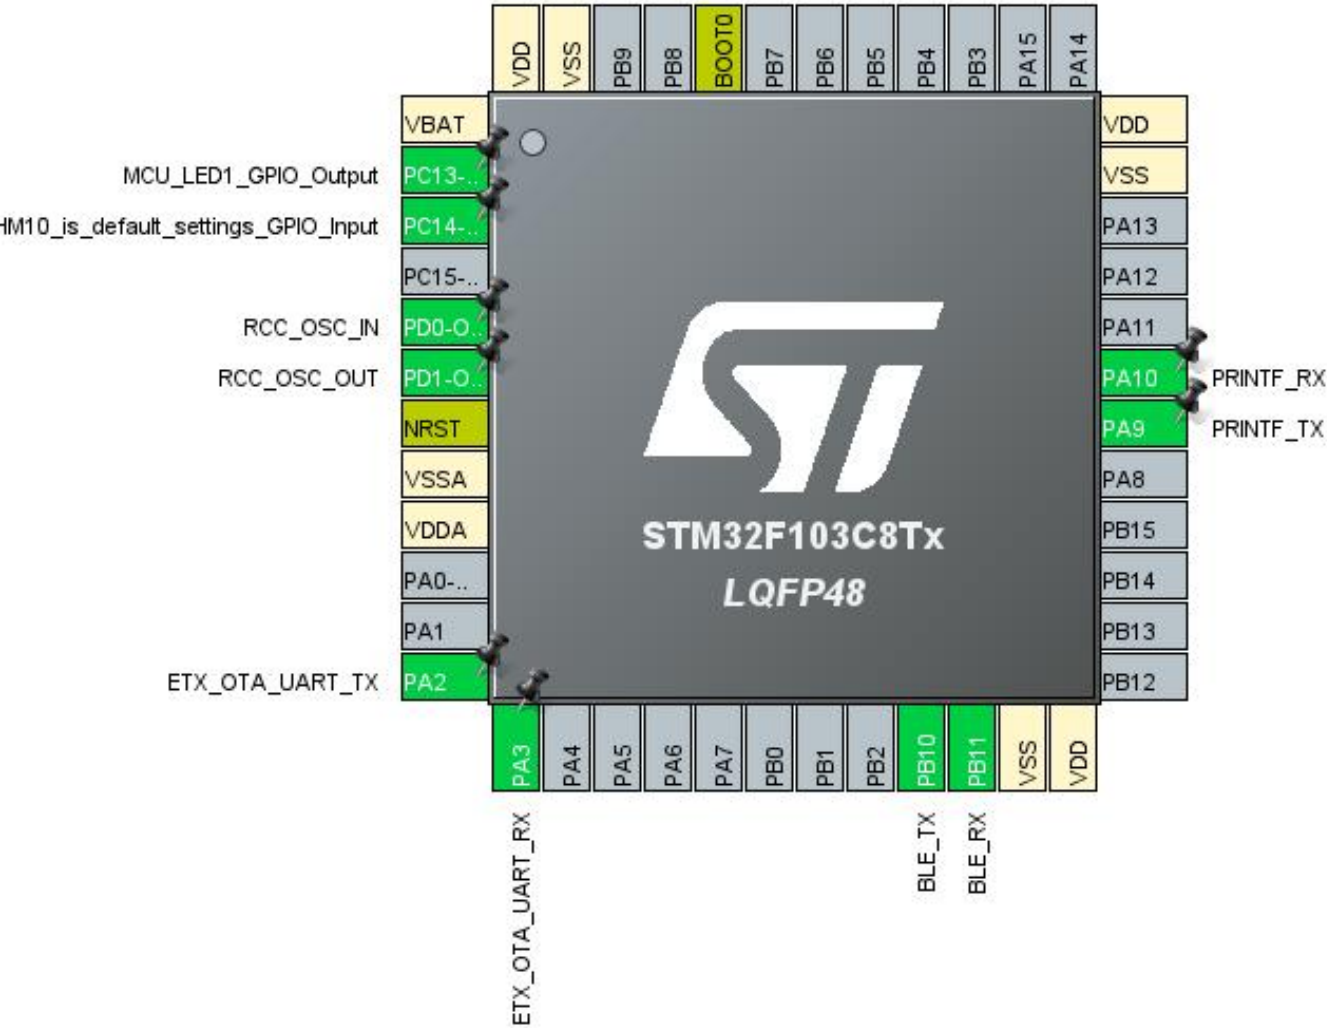 VDD
VSS
PB9
PB8
BOOT0
PB7
PB6
PB5
PB4
PB3
PA15
PA14
VBAT
MCU_LED1_GPIO_Output PC13-..
HM10_is_default_settings_GPIO_Input PC14-..
PC15-..
RCC_OSC_IN PD0-O..
RCC_OSC_OUT PD1-O..
NRST
VSSA
VDDA
PA0-..
PA1
ETX_OTA_UART_TX PA2
STM32F103C8Tx
LQFP48
VDD
VSS
PA13
PA12
PA11
PA10 PRINTF_RX
PA9 PRINTF_TX
PA8
PB15
PB14
PB13
PB12
PA3
PA4
PA5
PA6
PA7
PB0
PB1
PB2
PB10
PB11
VSS
VDD
ETX_OTA_UART_RX
BLE_TX
BLE_RX